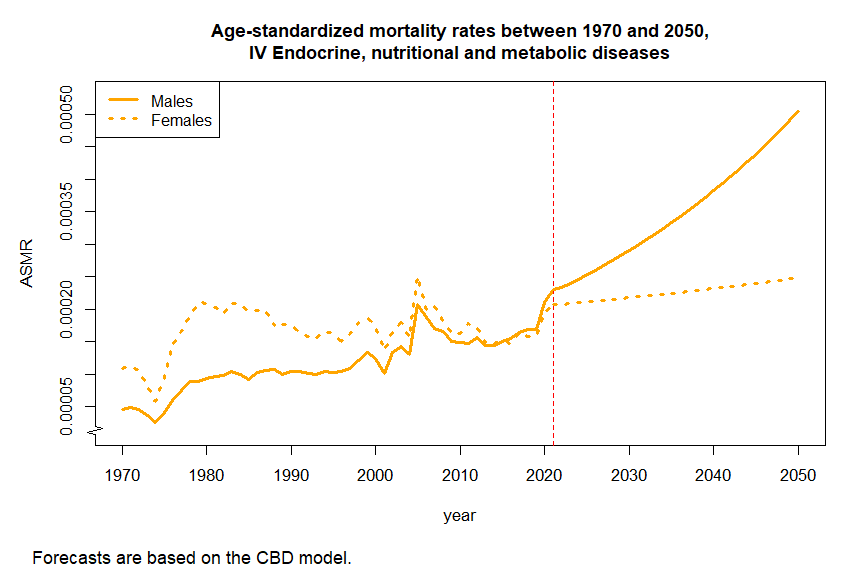 Age-standardized mortality rates between 1970 and 2050,
IV Endocrine, nutritional and metabolic diseases
Males
Females
ASMR
0.00050
0.00035
0.00020
0.00005
1970 1980 1990 2000 2010 2020 2030 2040 2050
year
Forecasts are based on the CBD model.